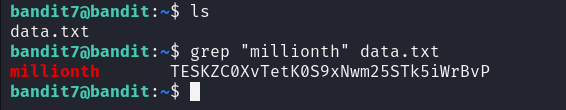 bandit7@bandit:~$ ls
data.txt
bandit7@bandit:~$ grep "millionth" data.txt
millionth       TESKZC0XvTetK0S9xNwm25STk5iWrBvP
bandit7@bandit:~$